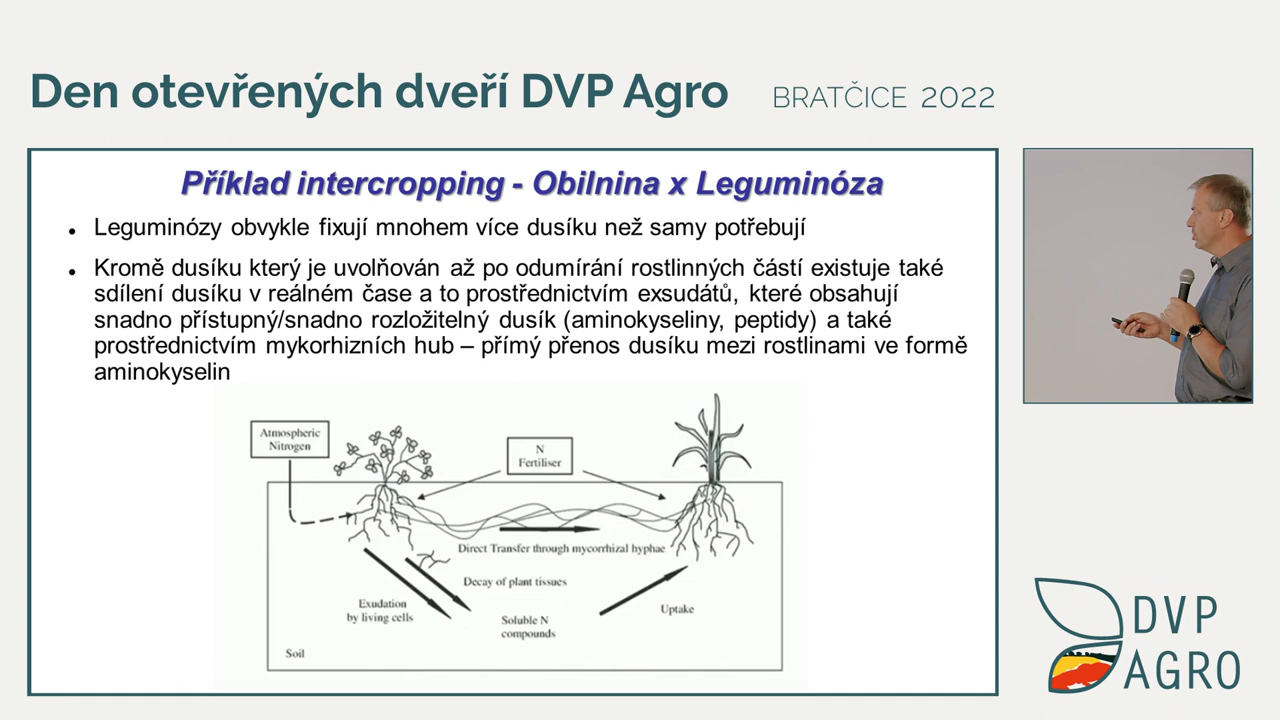 Den otevřených dveří DVP Agro BRATČICE 2022
Příklad intercropping - Obilnina x Leguminóza
Leguminózy obvykle fixují mnohem více dusíku než samy potřebují
Kromě dusíku který je uvolňován až po odumírání rostlinných částí existuje také
sdílení dusíku v reálném čase a to prostřednictvím exsudátů, které obsahují
snadno přístupný/snadno rozložitelný dusík (aminokyseliny, peptidy) a také
prostřednictvím mykorhizních hub – přímý přenos dusíku mezi rostlinami ve formě
aminokyselin
Atmospheric
Nitrogen
N
Fertiliser
Direct Transfer through mycorrhizal hyphae
Decay of plant tissues
Exudation
by living cells
Soluble N
compounds
Uptake
Soil
DVP
AGRO